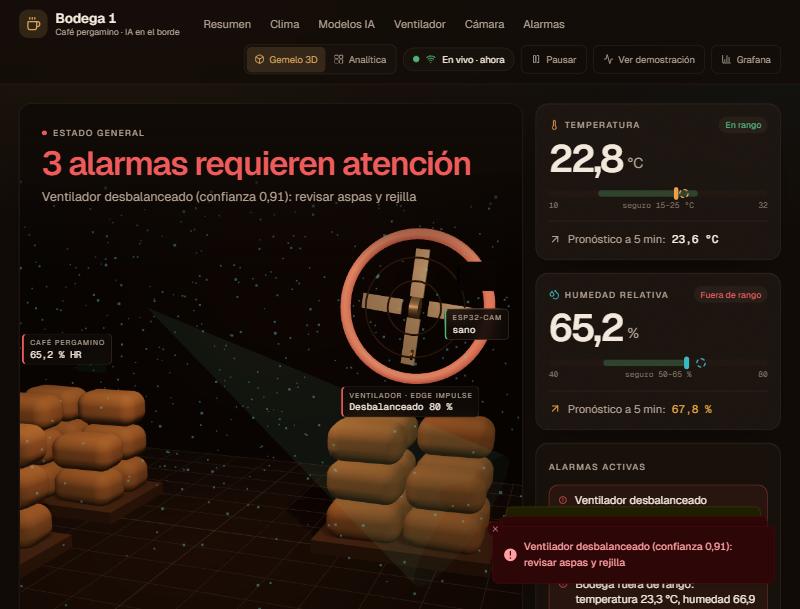 Bodega 1
Café pergamino · IA en el borde
Resumen
Clima
Modelos IA
Ventilador
Cámara
Alarmas
Gemelo 3D
Analítica
En vivo · ahora
Pausar
Ver demostración
Grafana
ESTADO GENERAL
3 alarmas requieren atención
Ventilador desbalanceado (confianza 0,91): revisar aspas y rejilla
ESP32-CAM
sano
CAFÉ PERGAMINO
65,2 % HR
VENTILADOR · EDGE IMPULSE
Desbalanceado 80 %
TEMPERATURA
En rango
22,8 °C
10
seguro 15–25 °C
32
Pronóstico a 5 min: 23,6 °C
HUMEDAD RELATIVA
Fuera de rango
65,2 %
40
seguro 50–65 %
80
Pronóstico a 5 min: 67,8 %
ALARMAS ACTIVAS
Ventilador desbalanceado
Ventilador desbalanceado (confianza 0,91):
revisar aspas y rejilla
Bodega fuera de rango:
temperatura 23,3 °C, humedad 66,9